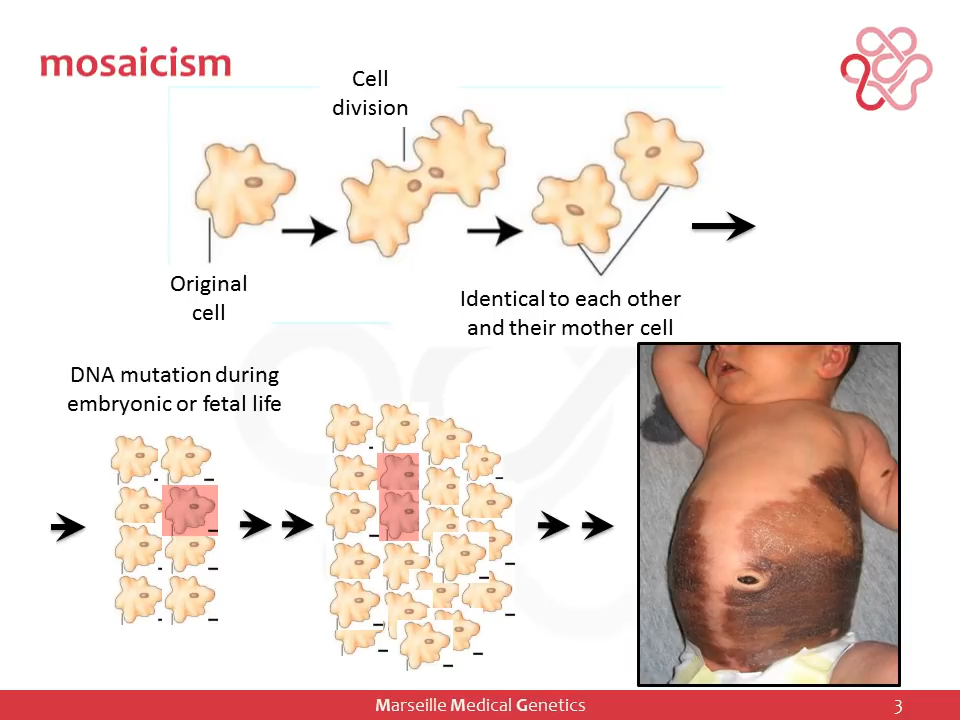 mosaicism
Cell
division
Original
cell
Identical to each other
and their mother cell
DNA mutation during
embryonic or fetal life
Marseille Medical Genetics
3